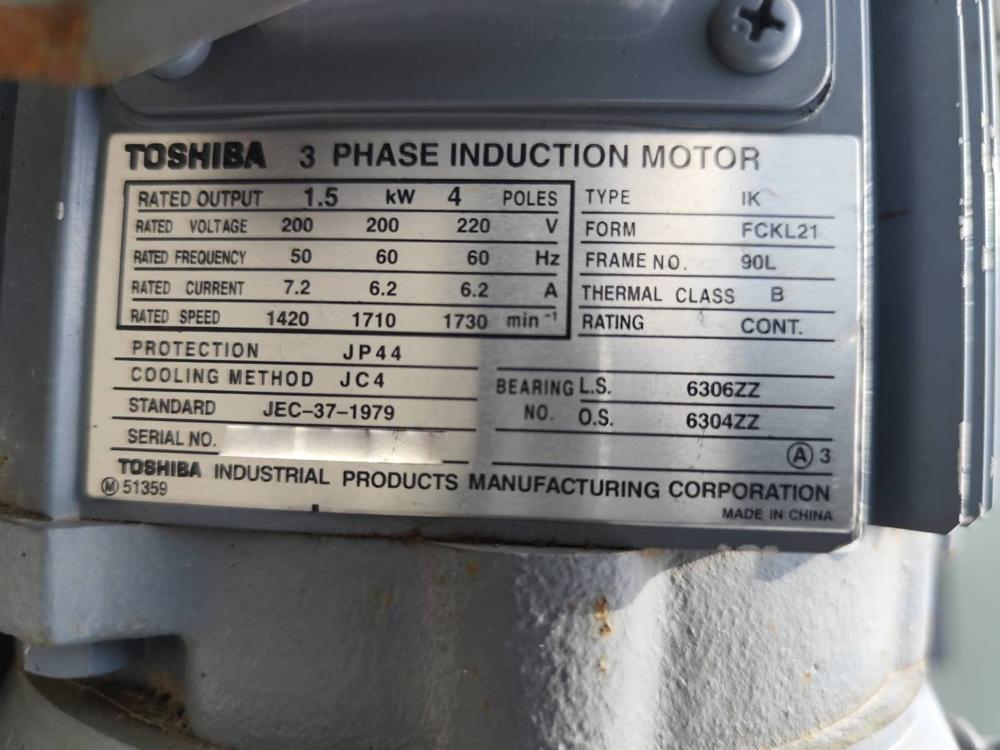 TOSHIBA 3 PHASE INDUCTION MOTOR
RATED OUTPUT 1.5 kW 4 POLES
RATED VOLTAGE 200 200 220 V
RATED FREQUENCY 50 60 60 Hz
RATED CURRENT 7.2 6.2 6.2 A
RATED SPEED 1420 1710 1730 min⁻¹
TYPE IK
FORM FCKL21
FRAME NO. 90L
THERMAL CLASS B
RATING CONT.
PROTECTION JP44
COOLING METHOD JC4
STANDARD JEC-37-1979
SERIAL NO.
BEARING NO. L.S. 6306ZZ
O.S. 6304ZZ
Ⓐ 3
TOSHIBA INDUSTRIAL PRODUCTS MANUFACTURING CORPORATION
Ⓜ 51359
MADE IN CHINA